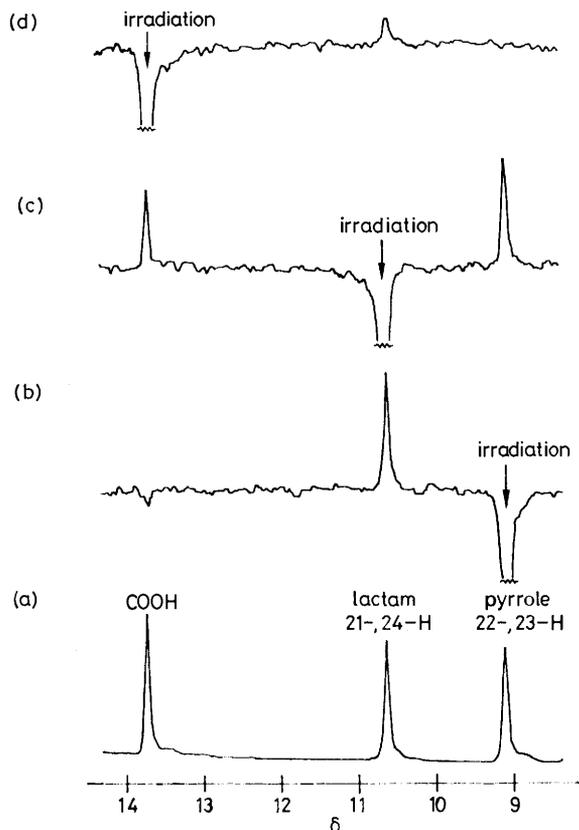 (d)
irradiation
(c)
irradiation
(b)
irradiation
(a)
COOH
lactam
21-, 24-H
pyrrole
22-, 23-H
14 13 12 11 10 9
δ